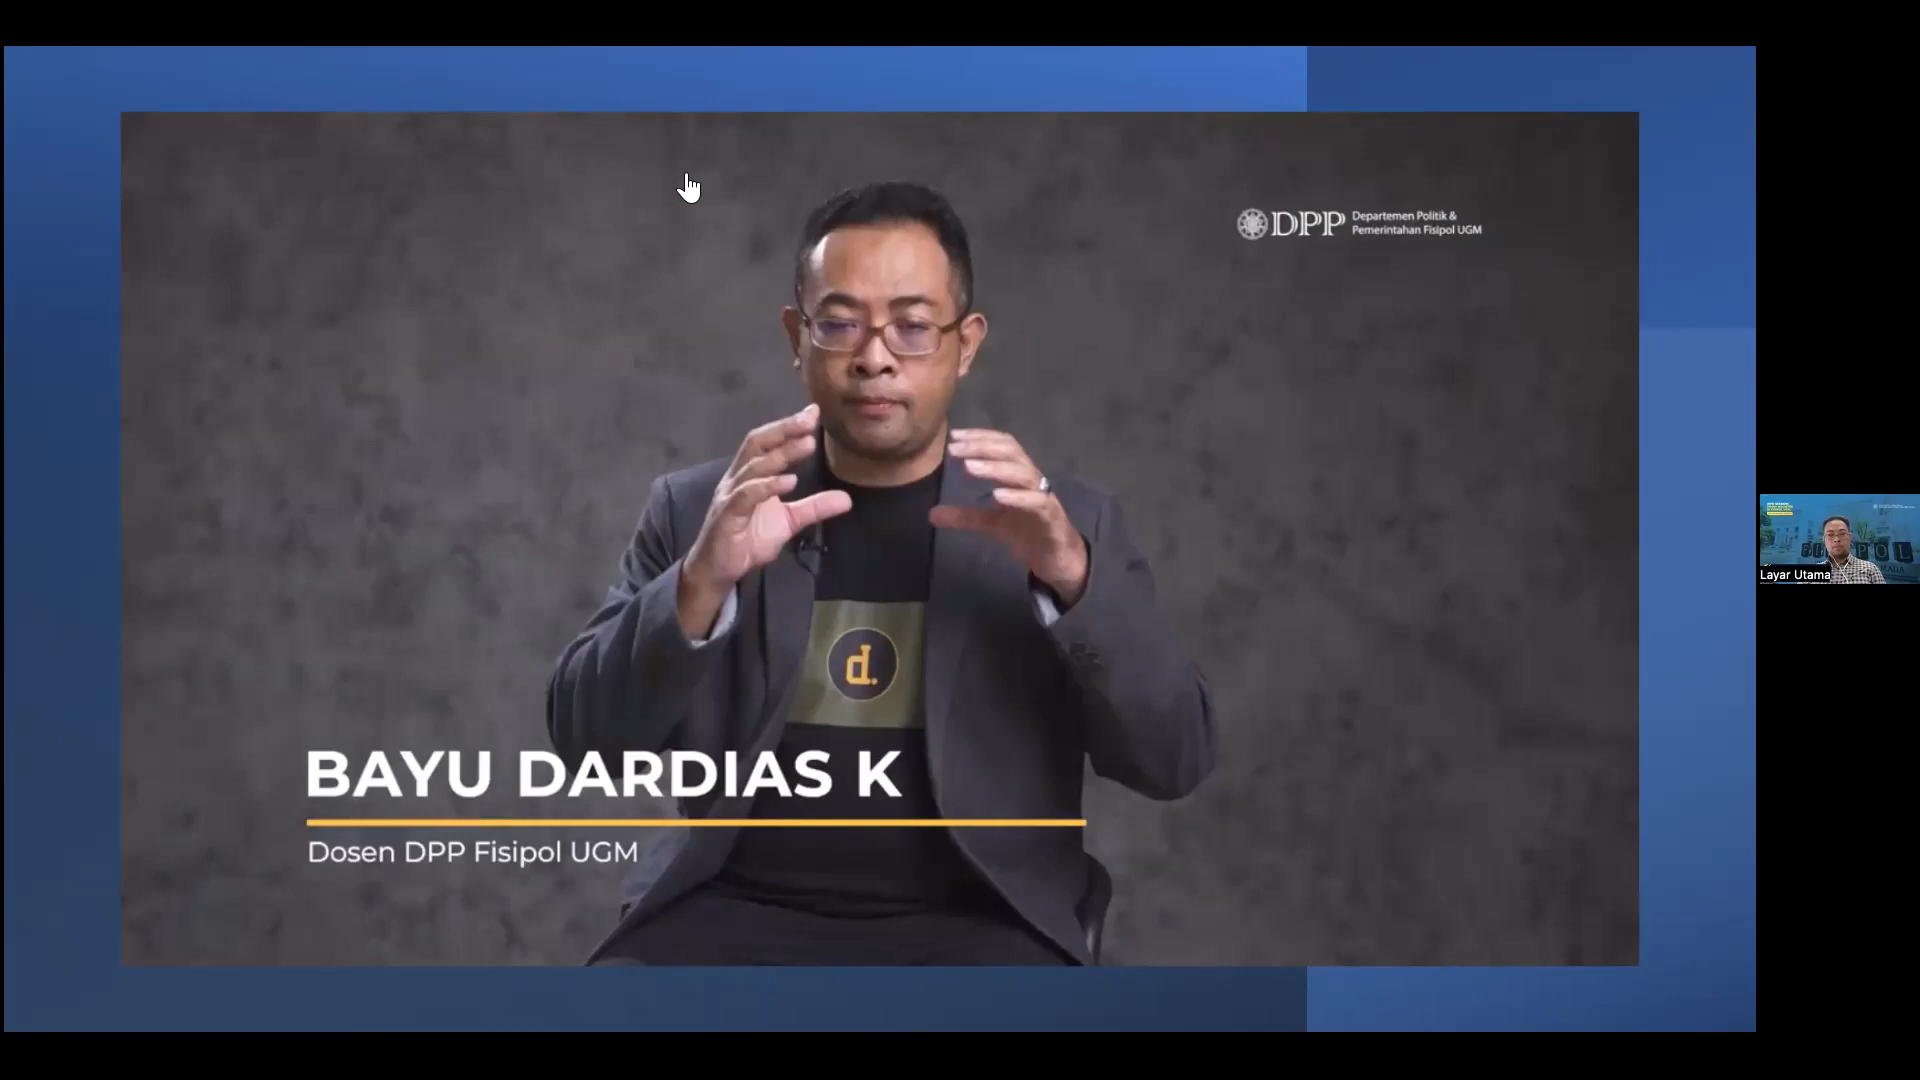 DPP Departemen Politik &
Pemerintahan Fisipol UGM
d.
BAYU DARDIAS K
Dosen DPP Fisipol UGM
Layar Utama